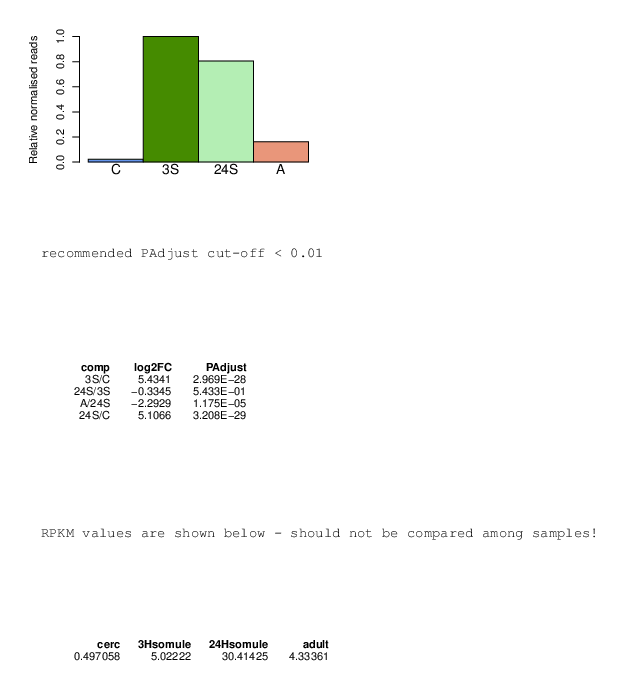 Relative normalised reads
1.0
0.8
0.6
0.4
0.2
0.0
C 3S 24S A
recommended PAdjust cut-off < 0.01
comp log2FC PAdjust
3S/C 5.4341 2.969E−28
24S/3S −0.3345 5.433E−01
A/24S −2.2929 1.175E−05
24S/C 5.1066 3.208E−29
RPKM values are shown below - should not be compared among samples!
cerc 3Hsomule 24Hsomule adult
0.497058 5.02222 30.41425 4.33361